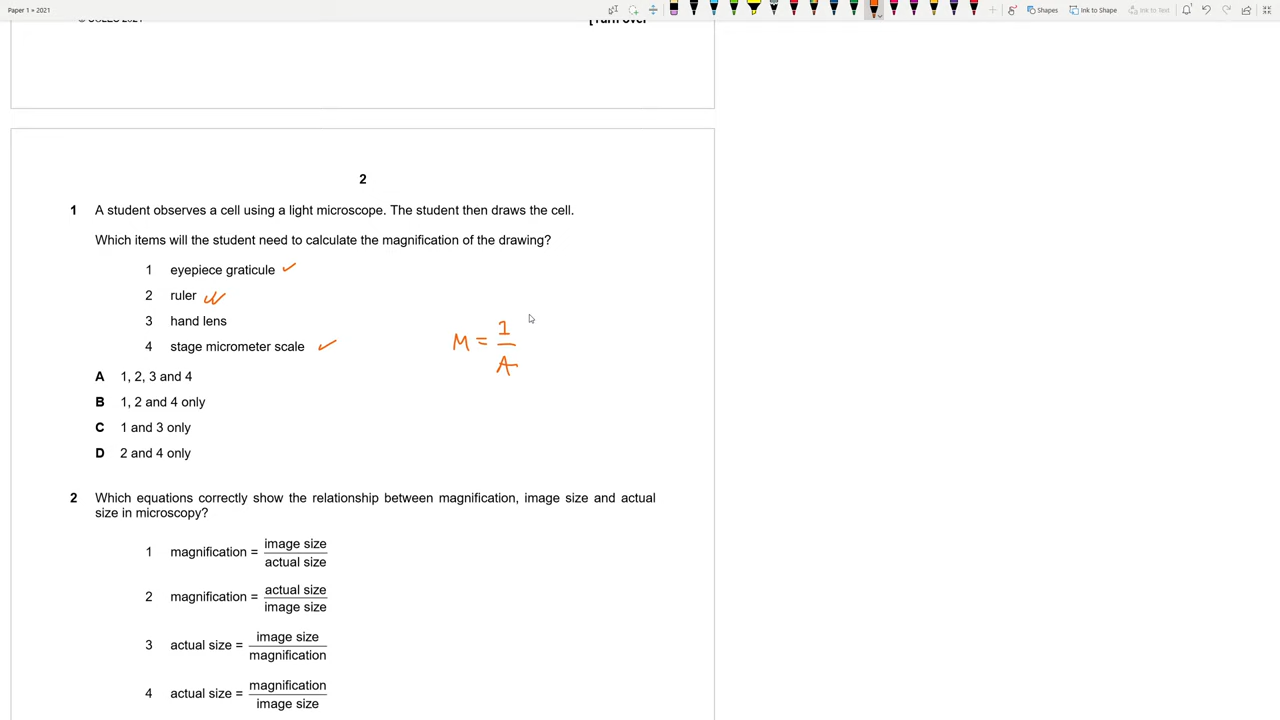 Paper 1 + 2021
Shapes
Ink to Shape
Ink to Text
2
1 A student observes a cell using a light microscope. The student then draws the cell.
Which items will the student need to calculate the magnification of the drawing?
1 eyepiece graticule
2 ruler
3 hand lens
4 stage micrometer scale
M = I / A
A 1, 2, 3 and 4
B 1, 2 and 4 only
C 1 and 3 only
D 2 and 4 only
2 Which equations correctly show the relationship between magnification, image size and actual
size in microscopy?
1 magnification = image size / actual size
2 magnification = actual size / image size
3 actual size = image size / magnification
4 actual size = magnification / image size